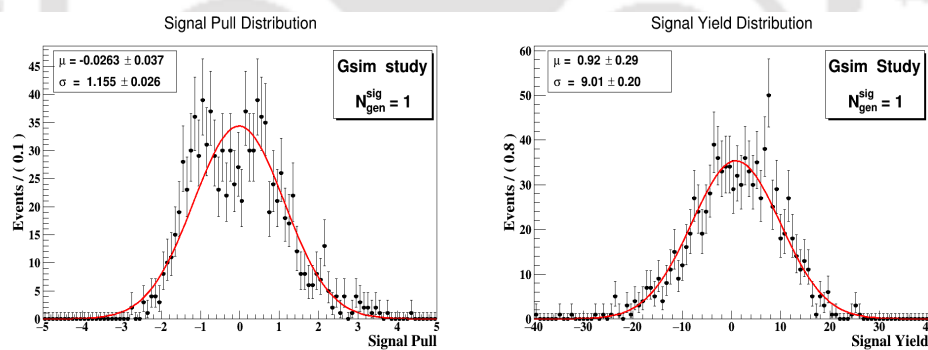 Signal Pull Distribution
μ = -0.0263 ± 0.037
σ = 1.155 ± 0.026
Gsim study
N^sig_gen = 1
Events / ( 0.1 )
45
40
35
30
25
20
15
10
5
0
−5 −4 −3 −2 −1 0 1 2 3 4 5
Signal Pull
Signal Yield Distribution
μ = 0.92 ± 0.29
σ = 9.01 ± 0.20
Gsim study
N^sig_gen = 1
Events / ( 0.8 )
60
50
40
30
20
10
0
−40 −30 −20 −10 0 10 20 30
Signal Yield